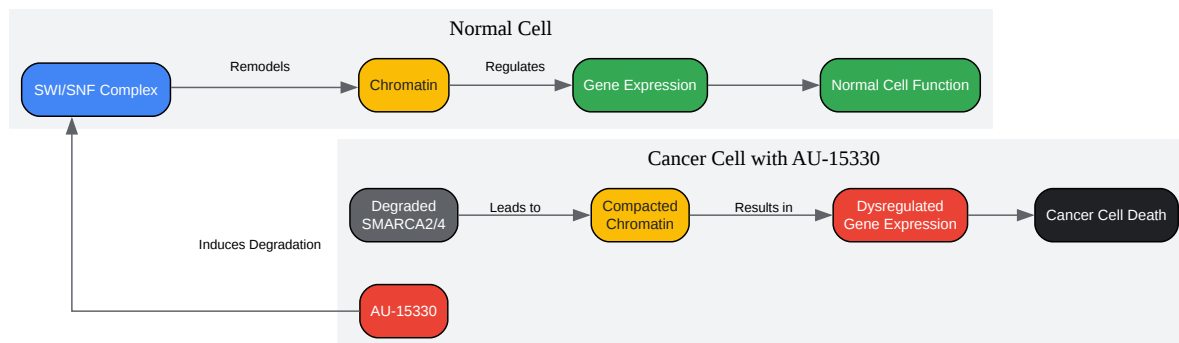 Normal Cell
SWI/SNF Complex
Remodels
Chromatin
Regulates
Gene Expression
Normal Cell Function
Cancer Cell with AU-15330
Degraded
SMARCA2/4
Leads to
Compacted
Chromatin
Results in
Dysregulated
Gene Expression
Cancer Cell Death
Induces Degradation
AU-15330